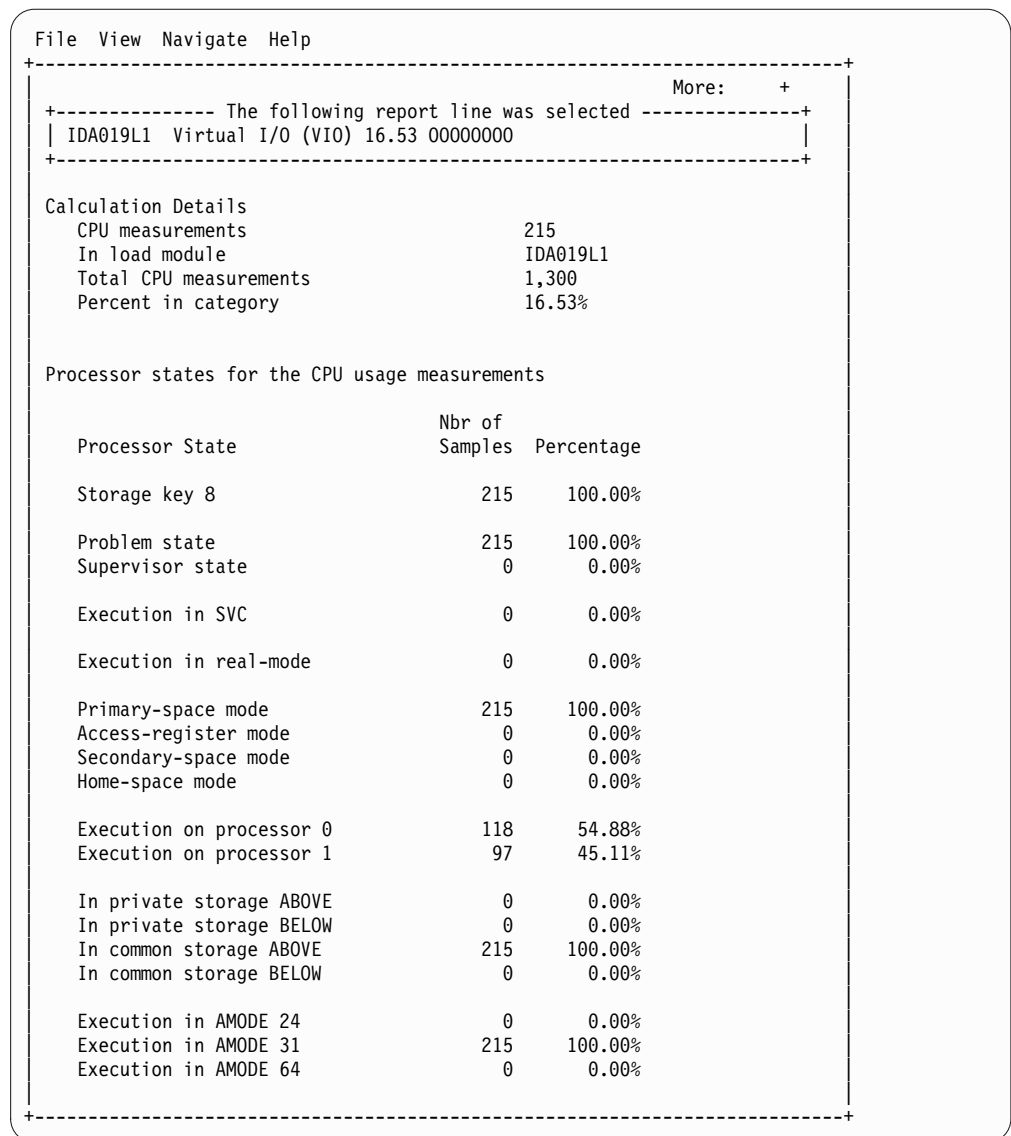 File View Navigate Help
More: +
The following report line was selected
IDA019L1 Virtual I/O (VIO) 16.53 OOOOOOOO
Calculation Details
CPU measurements 215
In load module IDA019L1
Total CPU measurements 1,300
Percent in category 16.53%
Processor states for the CPU usage measurements
Nbr of
Processor State Samples Percentage
Storage key 8 215 100.00%
Problem state 215 100.00%
Supervisor state 0 0.00%
Execution in SVC 0 0.00%
Execution in real-mode 0 0.00%
Primary-space mode 215 100.00%
Access-register mode 0 0.00%
Secondary-space mode 0 0.00%
Home-space mode 0 0.00%
Execution on processor 0 118 54.88%
Execution on processor 1 97 45.11%
In private storage ABOVE 0 0.00%
In private storage BELOW 0 0.00%
In common storage ABOVE 215 100.00%
In common storage BELOW 0 0.00%
Execution in AMODE 24 0 0.00%
Execution in AMODE 31 215 100.00%
Execution in AMODE 64 0 0.00%